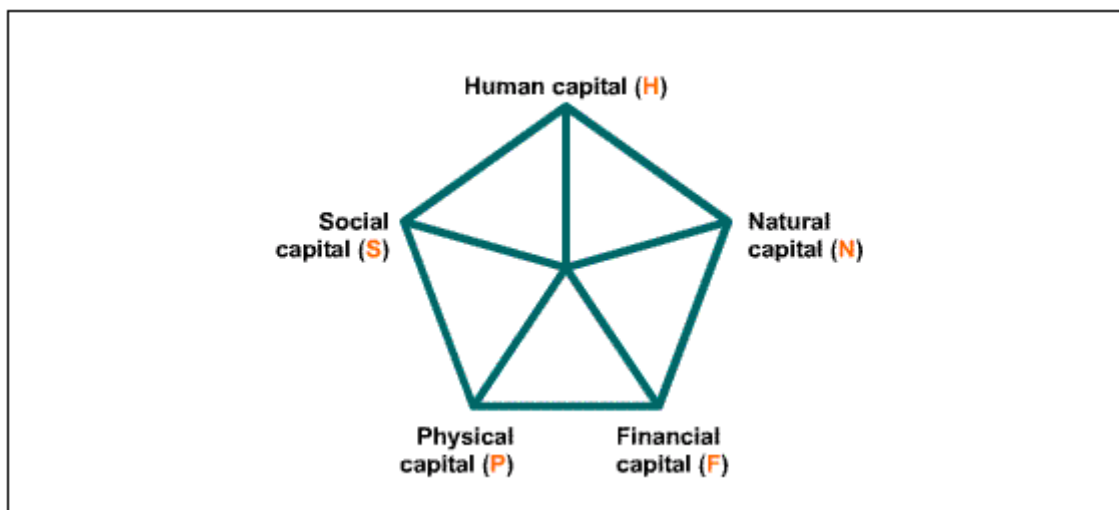 Human capital (H)
Social
capital (S)
Natural
capital (N)
Physical
capital (P)
Financial
capital (F)